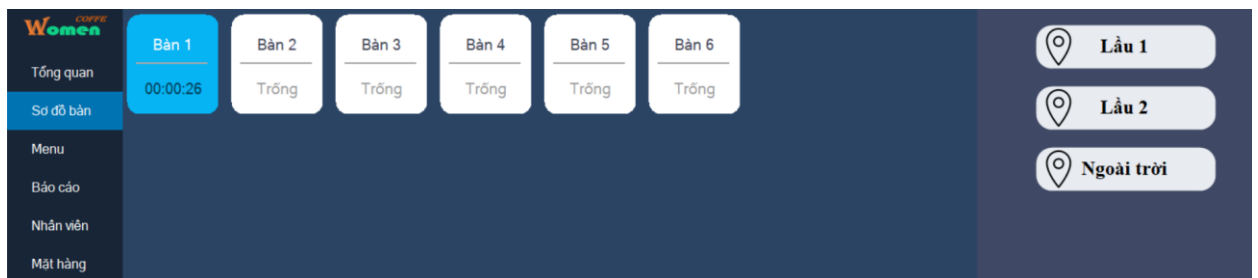 COFFE
Women
Tổng quan
Sơ đồ bàn
Menu
Báo cáo
Nhân viên
Mặt hàng
Bàn 1
00:00:26
Bàn 2
Trống
Bàn 3
Trống
Bàn 4
Trống
Bàn 5
Trống
Bàn 6
Trống
Lầu 1
Lầu 2
Ngoài trời